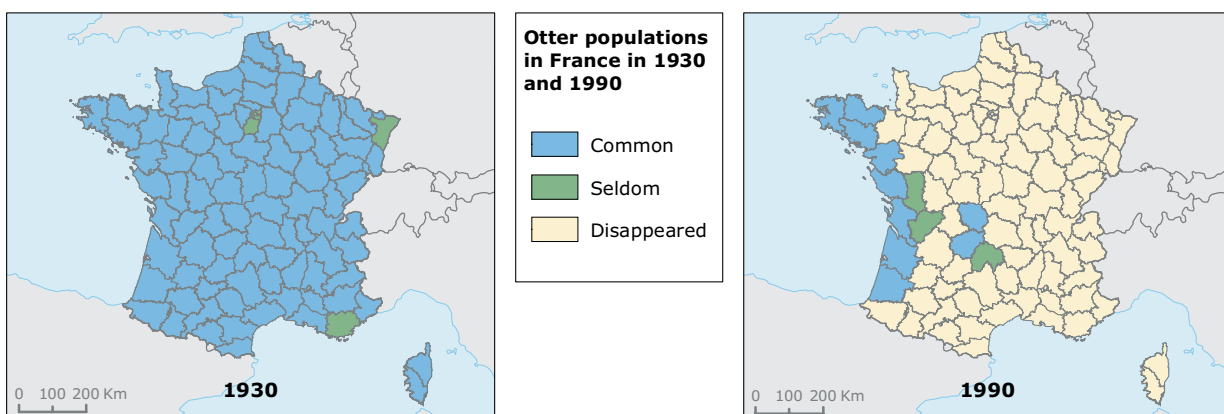 Otter populations
in France in 1930
and 1990
Common
Seldom
Disappeared
1930
0 100 200 Km
1990
0 100 200 Km